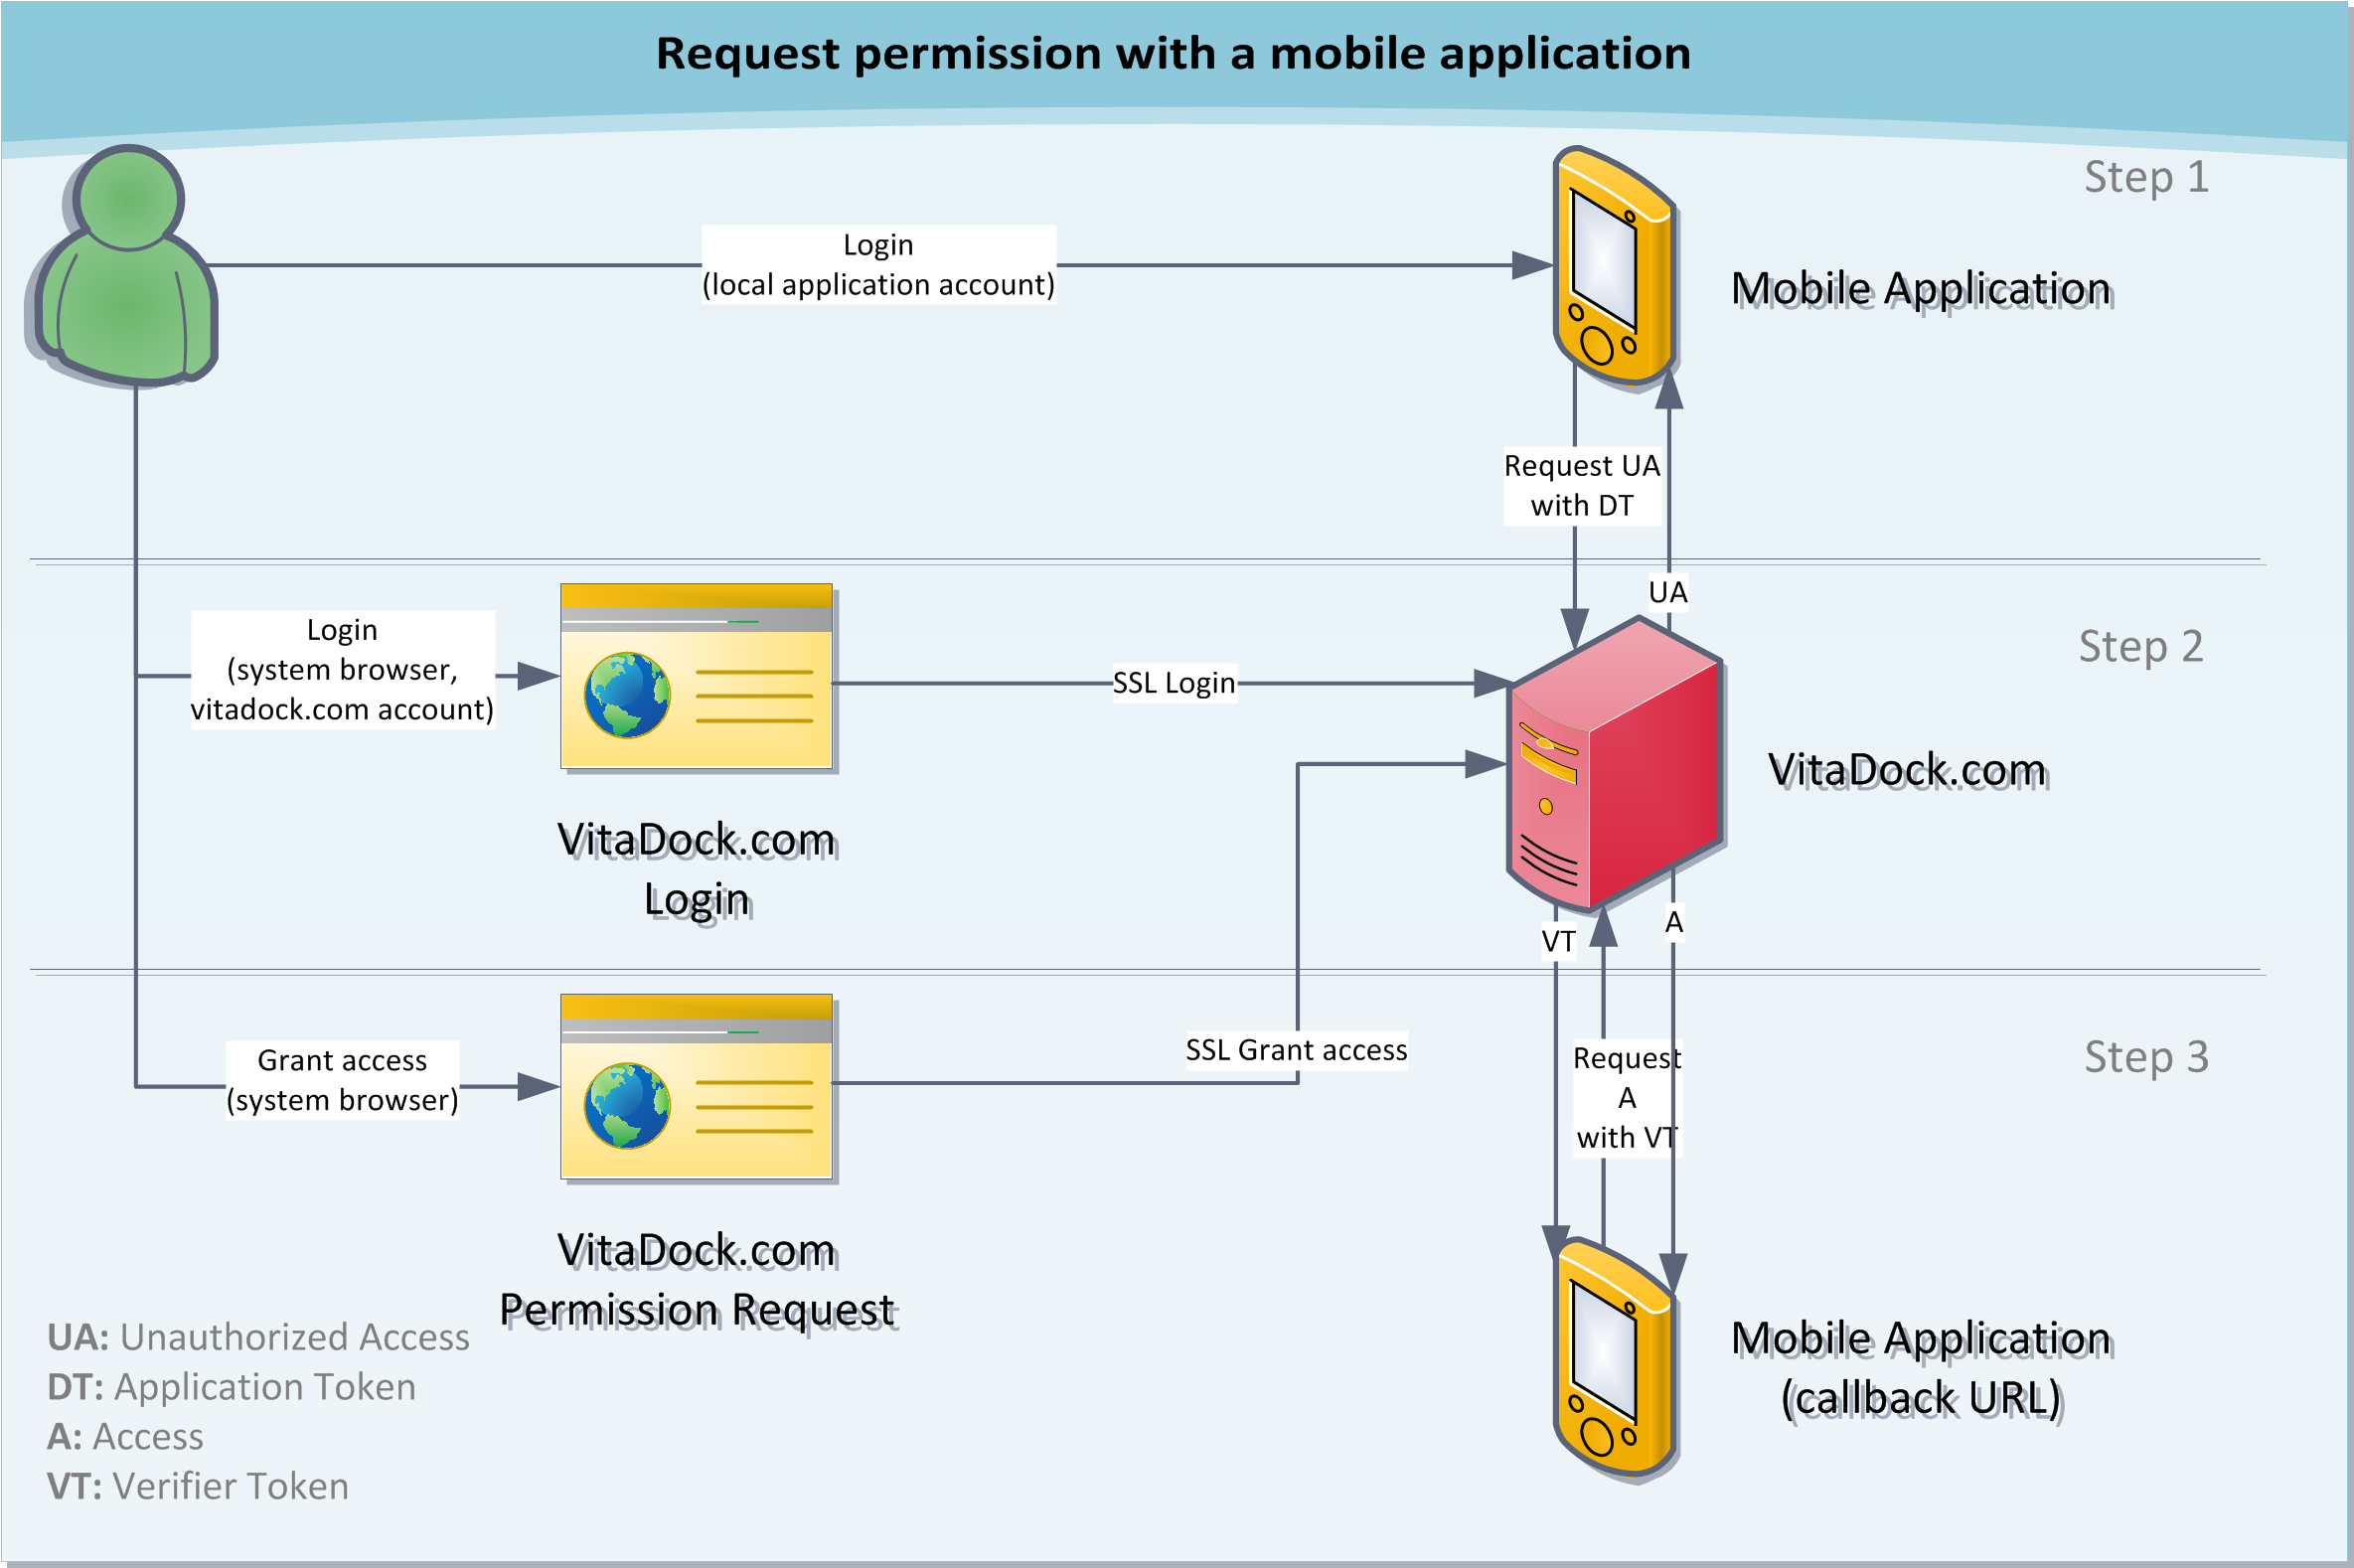 Request permission with a mobile application
Step 1
Login
(local application account)
Mobile Application
Request UA
with DT
UA
Step 2
Login
(system browser,
vitadock.com account)
SSL Login
VitaDock.com
VitaDock.com
Login
VT
A
Step 3
Grant access
(system browser)
SSL Grant access
Request
A
with VT
VitaDock.com
Permission Request
Mobile Application
(callback URL)
UA: Unauthorized Access
DT: Application Token
A: Access
VT: Verifier Token